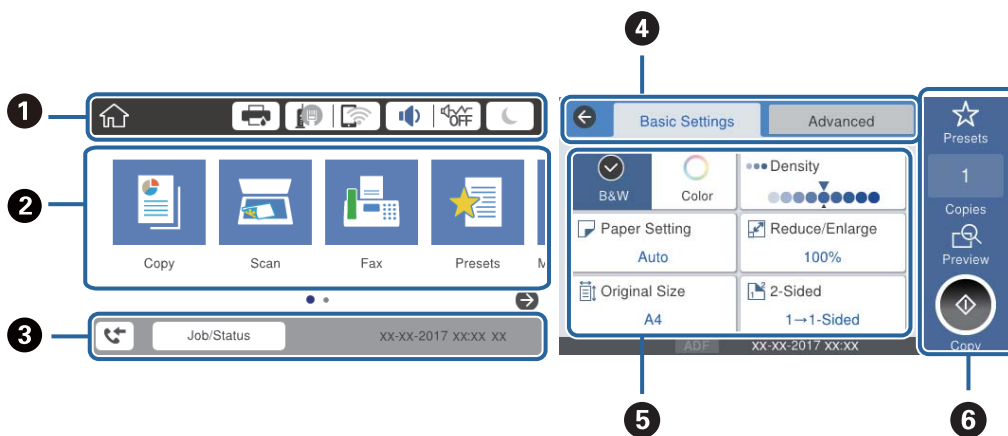 4
1
OFF
2
Copy
Scan
Fax
Presets
3
Job/Status
xx-xx-2017 xx:xx xx
Basic Settings
Advanced
B&W
Color
Density
Paper Setting
Auto
Reduce/Enlarge
100%
Original Size
A4
2-Sided
1→1-Sided
ADF
xx-xx-2017 xx:xx
Presets
1
Copies
Preview
Copy
5
6